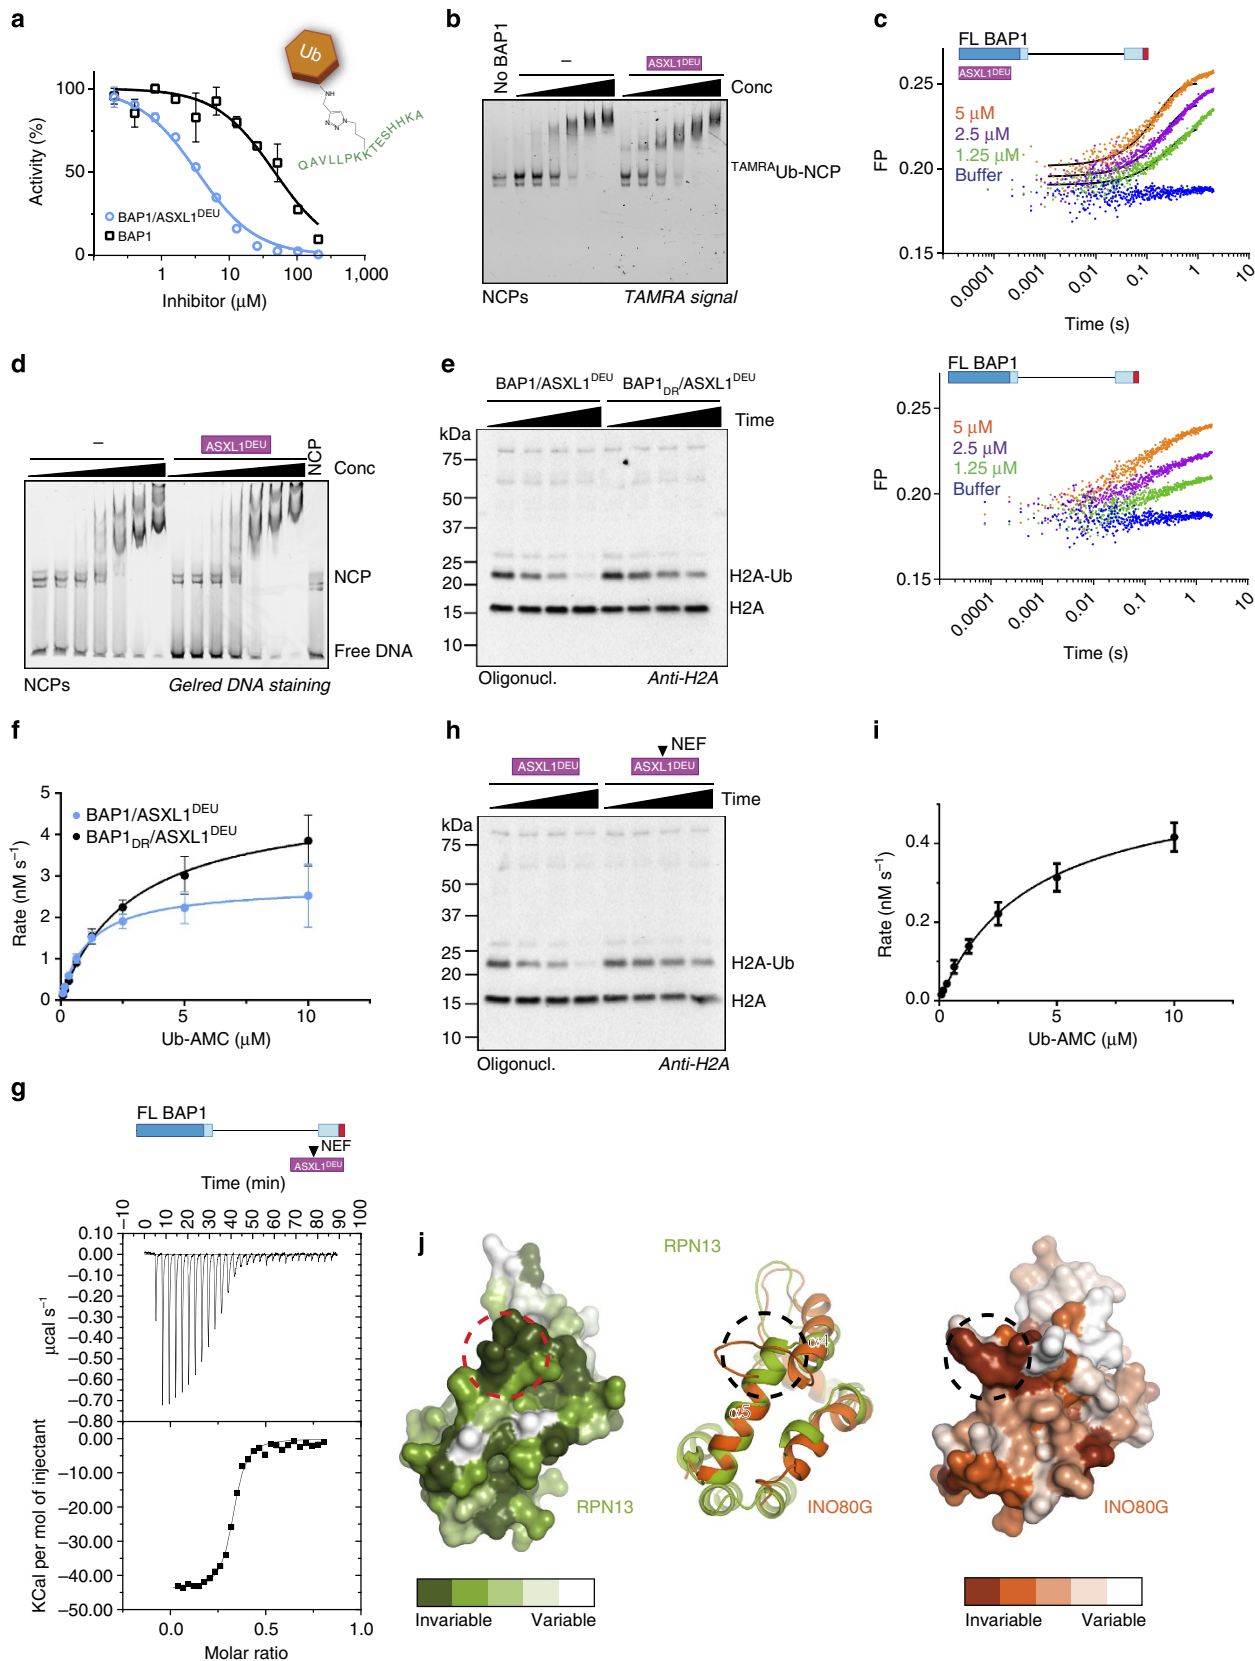 a
Ub
NH
N
N=N
QAVLLPKKTESHHKA
100
50
0
Activity (%)
BAP1/ASXL1DEU
BAP1
1 10 100 1,000
Inhibitor (μM)
b
No BAP1
–
ASXL1DEU
Conc
TAMRAUb-NCP
NCPs
TAMRA signal
c
FL BAP1
ASXL1DEU
0.25
0.20
0.15
FP
5 μM
2.5 μM
1.25 μM
Buffer
0.0001 0.001 0.01 0.1 1 10
Time (s)
FL BAP1
0.25
0.20
0.15
FP
5 μM
2.5 μM
1.25 μM
Buffer
0.0001 0.001 0.01 0.1 1 10
Time (s)
d
–
ASXL1DEU
NCP
Conc
NCP
Free DNA
NCPs
Gelred DNA staining
e
BAP1/ASXL1DEU
BAP1DR/ASXL1DEU
Time
kDa
75
50
37
25
20
15
10
H2A-Ub
H2A
Oligonucl.
Anti-H2A
f
5
4
3
2
1
0
Rate (nM s−1)
BAP1/ASXL1DEU
BAP1DR/ASXL1DEU
0 5 10
Ub-AMC (μM)
h
ASXL1DEU
NEF
ASXL1DEU
Time
kDa
75
50
37
25
20
15
10
H2A-Ub
H2A
Oligonucl.
Anti-H2A
i
0.4
0.2
0.0
Rate (nM s−1)
0 5 10
Ub-AMC (μM)
g
FL BAP1
NEF
ASXL1DEU
Time (min)
−10 0 10 20 30 40 50 60 70 80 90 100
0.10
0.00
−0.10
−0.20
−0.30
−0.40
−0.50
−0.60
−0.70
−0.80
μcal s−1
0.00
−10.00
−20.00
−30.00
−40.00
−50.00
KCal per mol of injectant
0.0 0.5 1.0
Molar ratio
j
RPN13
RPN13
α4
α5
INO80G
INO80G
Invariable Variable
Invariable Variable